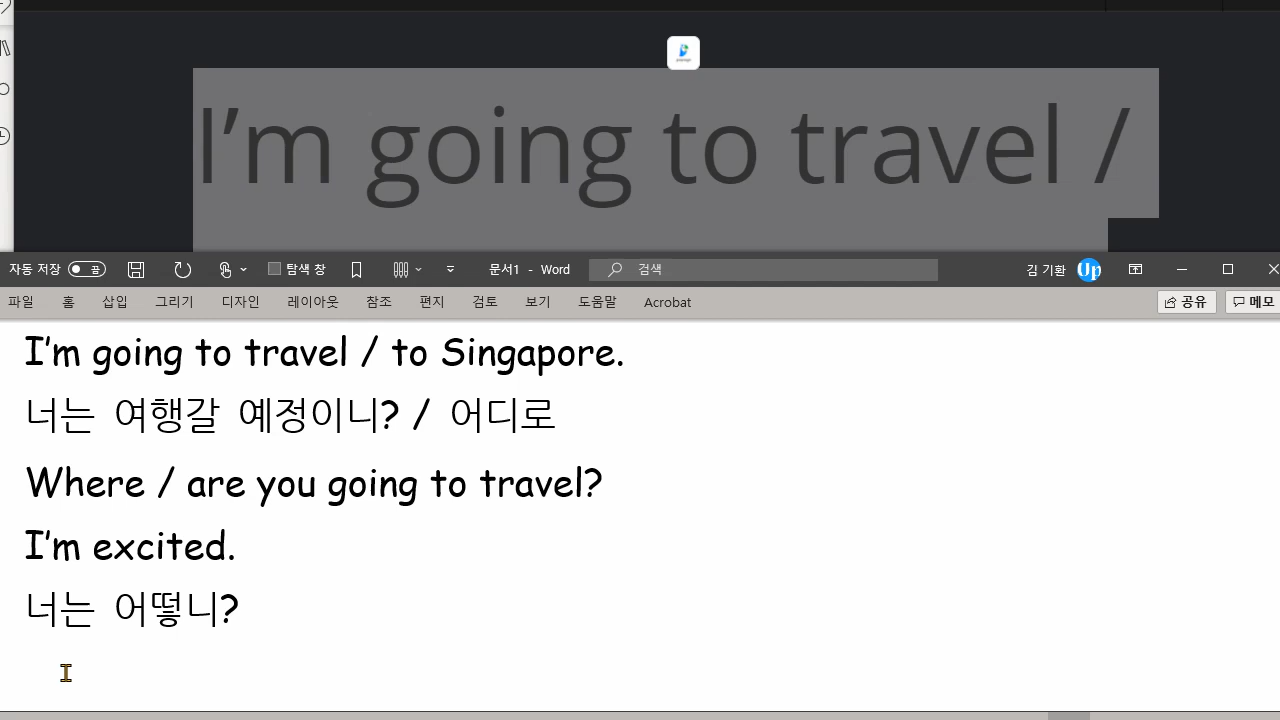 I'm going to travel /
자동 저장
탐색 창
문서1 - Word
검색
김 기환
Up
파일 홈 삽입 그리기 디자인 레이아웃 참조 편지 검토 보기 도움말 Acrobat
공유
메모
I'm going to travel / to Singapore.
너는 여행갈 예정이니? / 어디로
Where / are you going to travel?
I'm excited.
너는 어떻니?